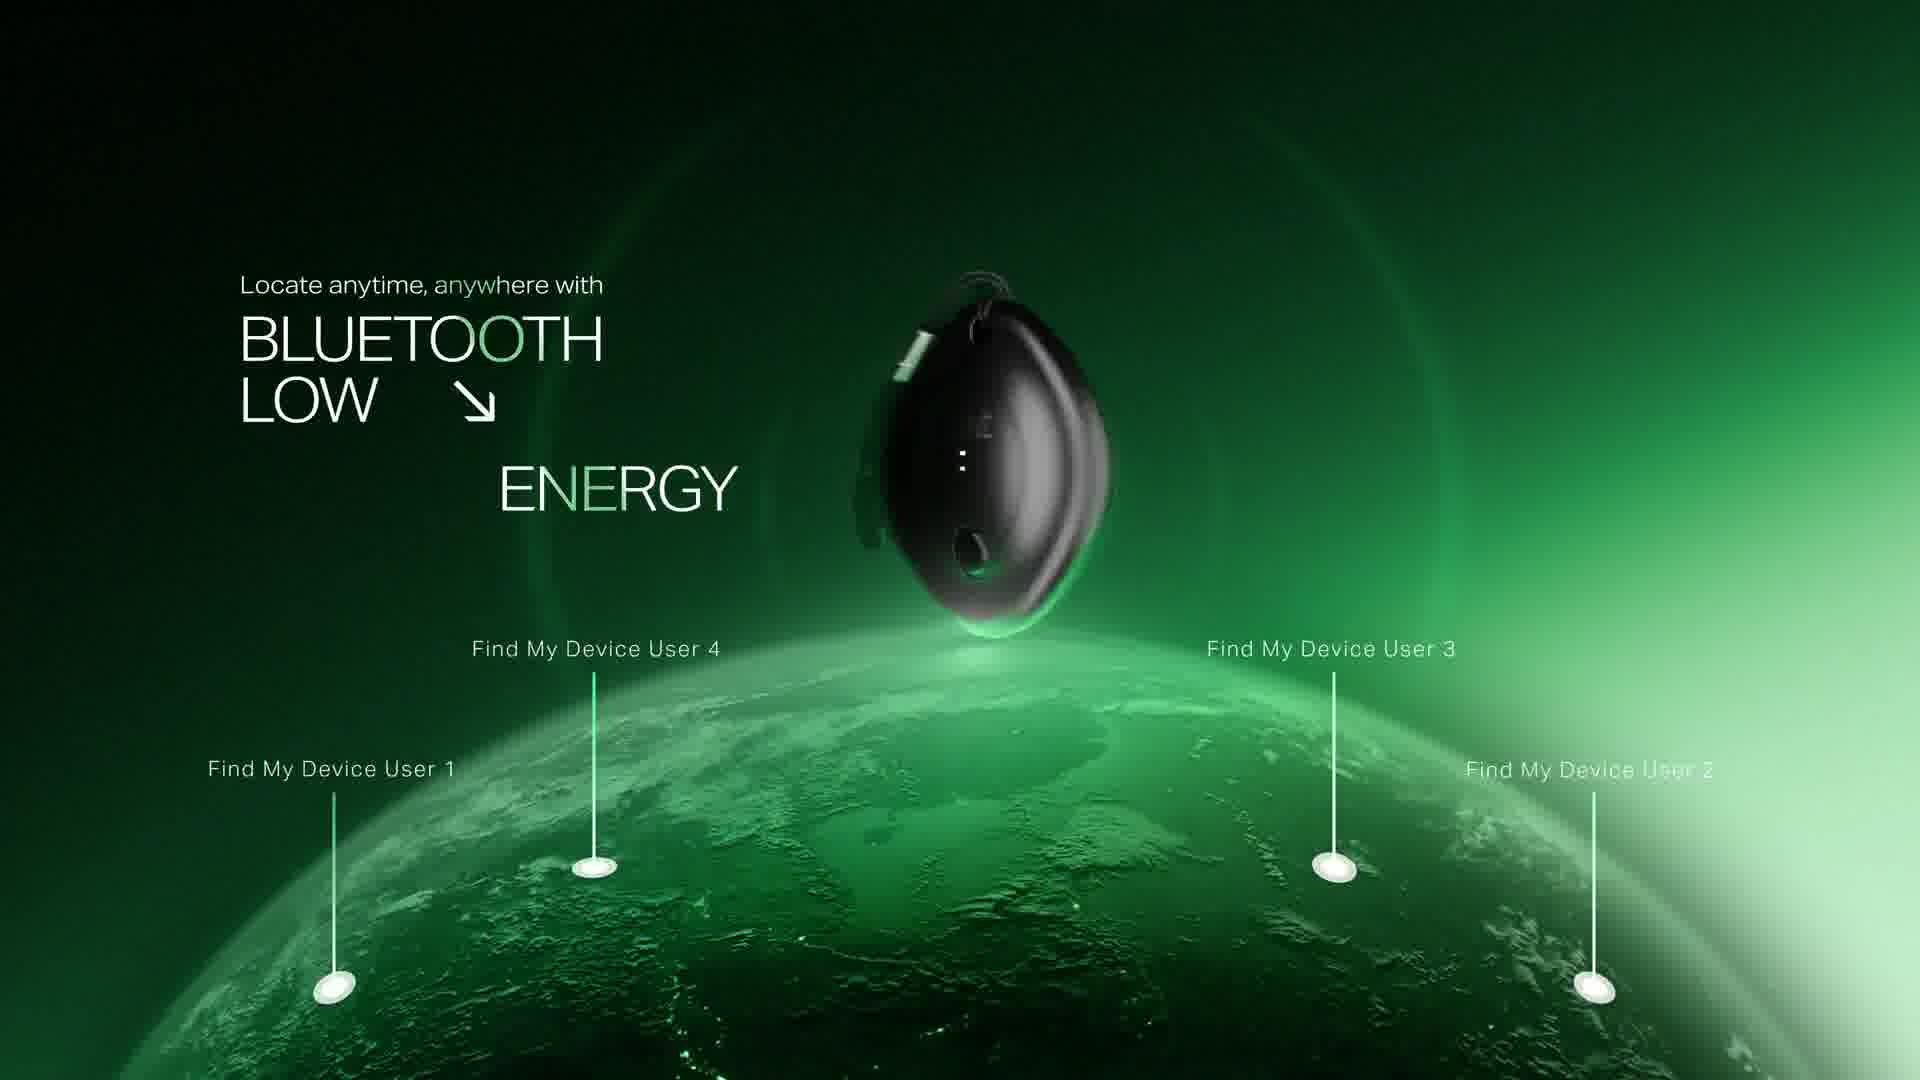 Locate anytime, anywhere with
BLUETOOTH
LOW ↘
ENERGY
Find My Device User 4
Find My Device User 3
Find My Device User 1
Find My Device User 2